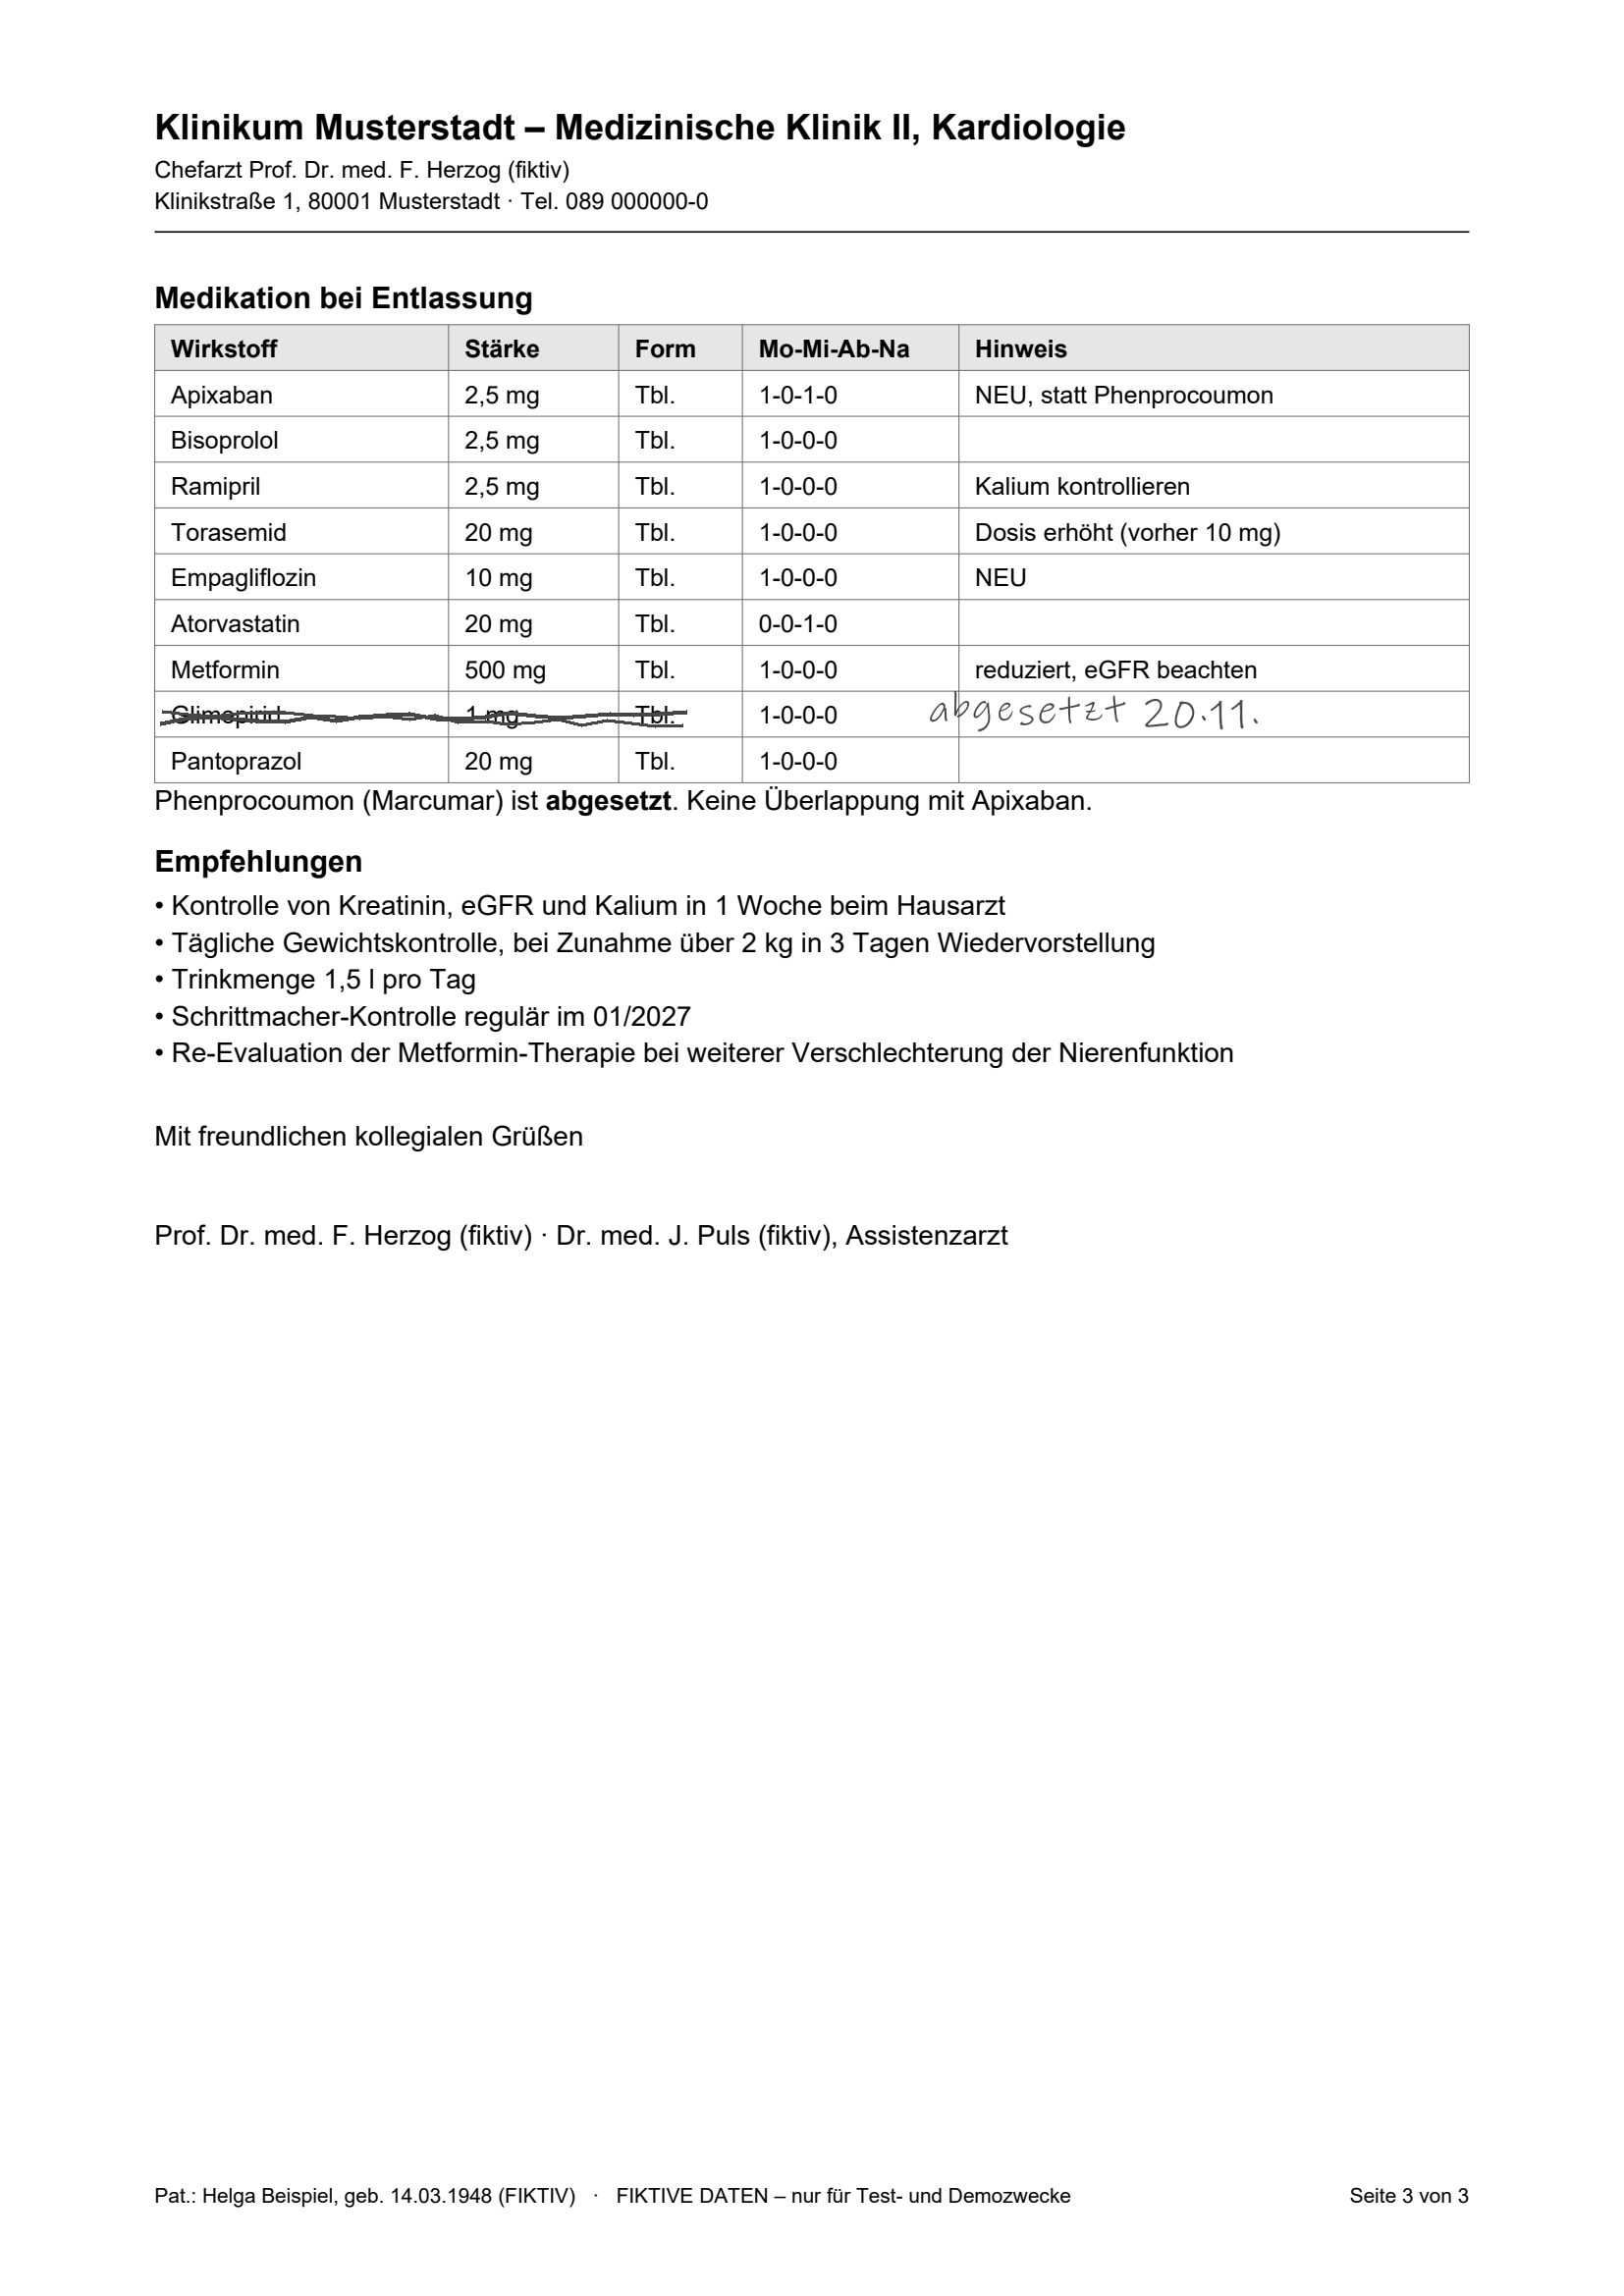 Klinikum Musterstadt – Medizinische Klinik II, Kardiologie
Chefarzt Prof. Dr. med. F. Herzog (fiktiv)
Klinikstraße 1, 80001 Musterstadt · Tel. 089 000000-0
Medikation bei Entlassung
Wirkstoff Stärke Form Mo-Mi-Ab-Na Hinweis
Apixaban 2,5 mg Tbl. 1-0-1-0 NEU, statt Phenprocoumon
Bisoprolol 2,5 mg Tbl. 1-0-0-0
Ramipril 2,5 mg Tbl. 1-0-0-0 Kalium kontrollieren
Torasemid 20 mg Tbl. 1-0-0-0 Dosis erhöht (vorher 10 mg)
Empagliflozin 10 mg Tbl. 1-0-0-0 NEU
Atorvastatin 20 mg Tbl. 0-0-1-0
Metformin 500 mg Tbl. 1-0-0-0 reduziert, eGFR beachten
Glimepirid 1 mg Tbl. 1-0-0-0 abgesetzt 20.11.
Pantoprazol 20 mg Tbl. 1-0-0-0
Phenprocoumon (Marcumar) ist abgesetzt. Keine Überlappung mit Apixaban.
Empfehlungen
• Kontrolle von Kreatinin, eGFR und Kalium in 1 Woche beim Hausarzt
• Tägliche Gewichtskontrolle, bei Zunahme über 2 kg in 3 Tagen Wiedervorstellung
• Trinkmenge 1,5 l pro Tag
• Schrittmacher-Kontrolle regulär im 01/2027
• Re-Evaluation der Metformin-Therapie bei weiterer Verschlechterung der Nierenfunktion
Mit freundlichen kollegialen Grüßen
Prof. Dr. med. F. Herzog (fiktiv) · Dr. med. J. Puls (fiktiv), Assistenzarzt
Pat.: Helga Beispiel, geb. 14.03.1948 (FIKTIV) · FIKTIVE DATEN – nur für Test- und Demozwecke Seite 3 von 3